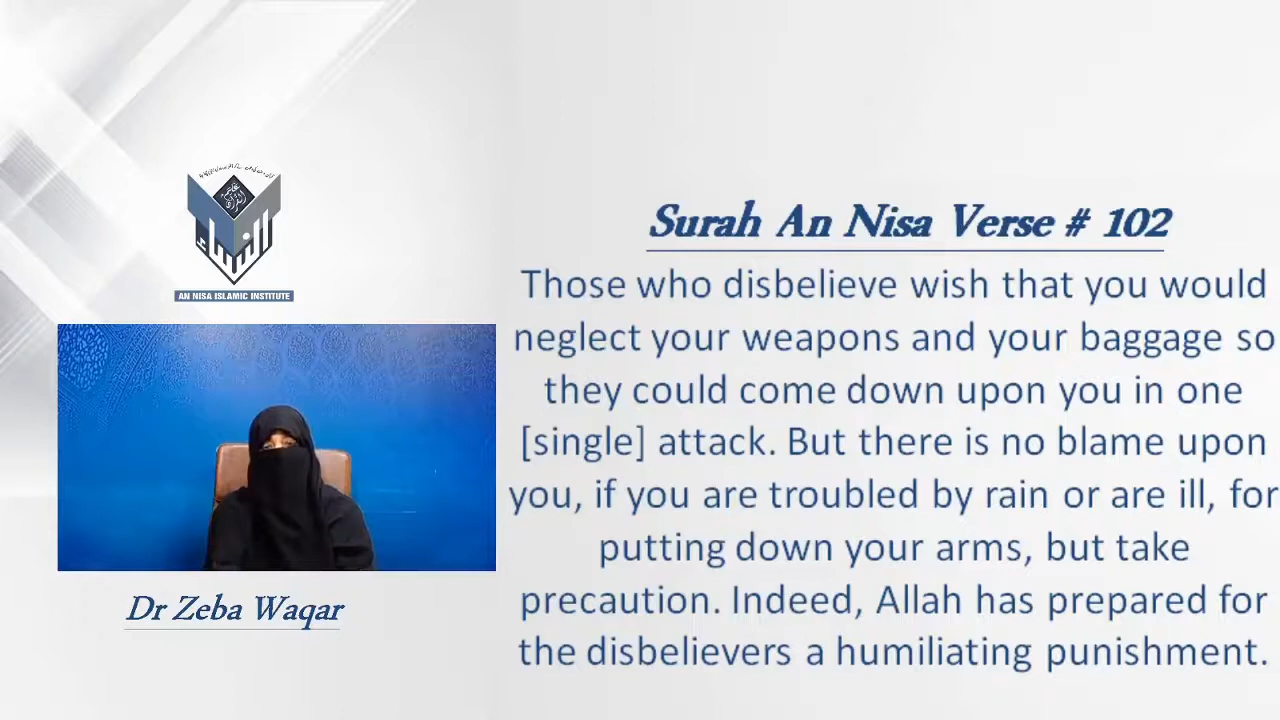 AN NISA ISLAMIC INSTITUTE
Dr Zeba Waqar
Surah An Nisa Verse # 102
Those who disbelieve wish that you would
neglect your weapons and your baggage so
they could come down upon you in one
[single] attack. But there is no blame upon
you, if you are troubled by rain or are ill, for
putting down your arms, but take
precaution. Indeed, Allah has prepared for
the disbelievers a humiliating punishment.